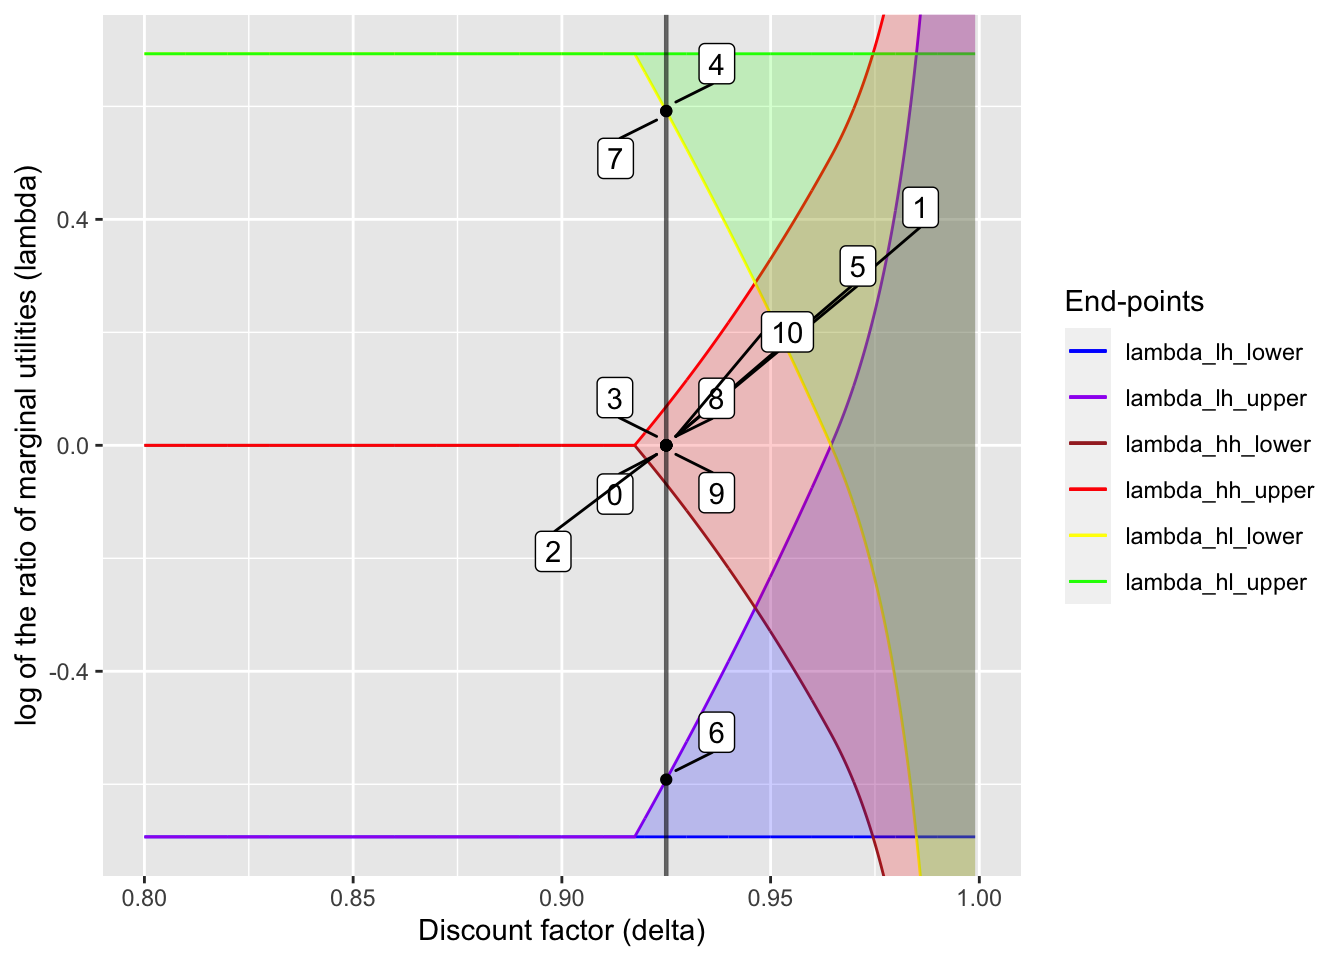 4
7
1
5
10
3
8
0
9
2
6
0.4
0.0
-0.4
0.80
0.85
0.90
0.95
1.00
Discount factor (delta)
log of the ratio of marginal utilities (lambda)
End-points
lambda_lh_lower
lambda_lh_upper
lambda_hh_lower
lambda_hh_upper
lambda_hl_lower
lambda_hl_upper